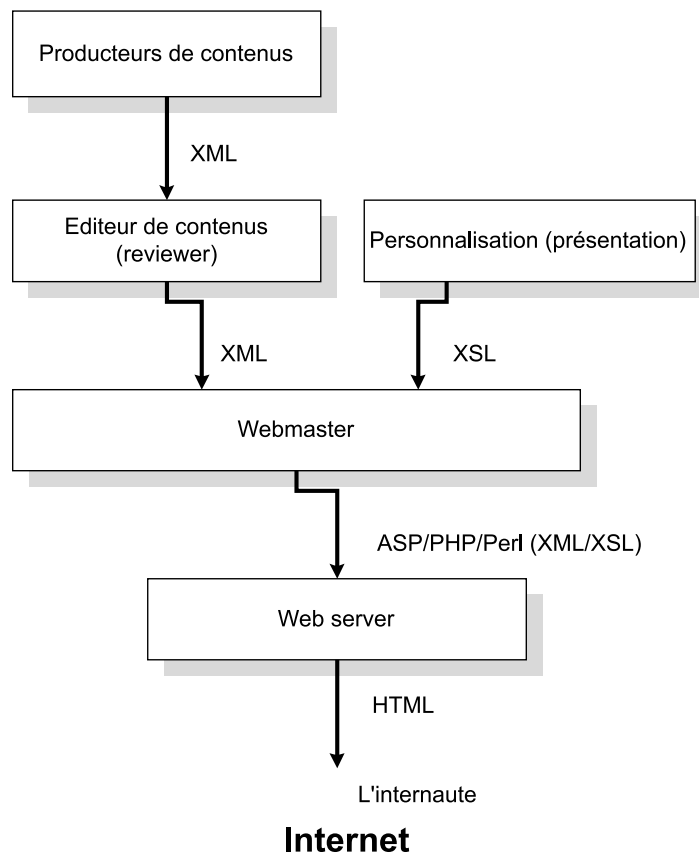 Producteurs de contenus
XML
Editeur de contenus
(reviewer)
Personnalisation (présentation)
XML
XSL
Webmaster
ASP/PHP/Perl (XML/XSL)
Web server
HTML
L'internaute
Internet